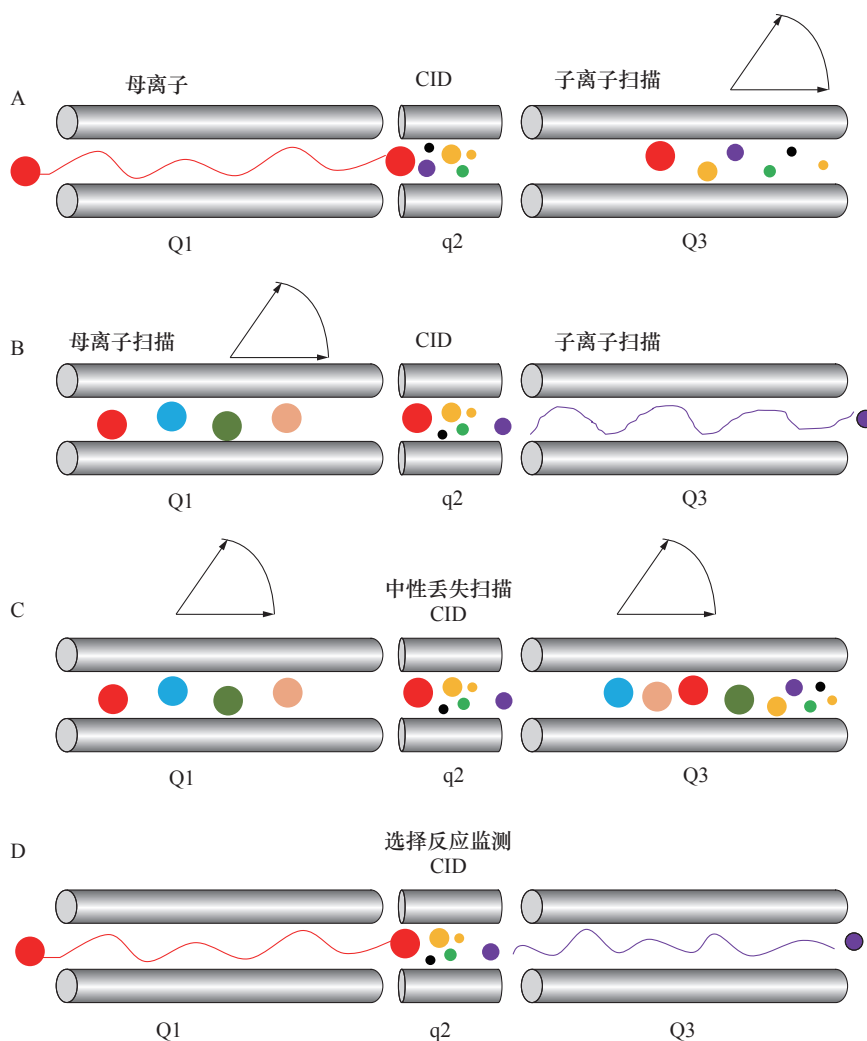 A
母离子 CID 子离子扫描
Q1 q2 Q3
B
母离子扫描 CID 子离子扫描
Q1 q2 Q3
C
中性丢失扫描
CID
Q1 q2 Q3
D
选择反应监测
CID
Q1 q2 Q3